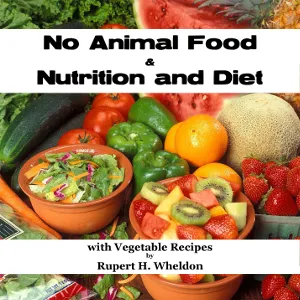 No Animal Food
&
Nutrition and Diet
with Vegetable Recipes
by
Rupert H. Wheldon